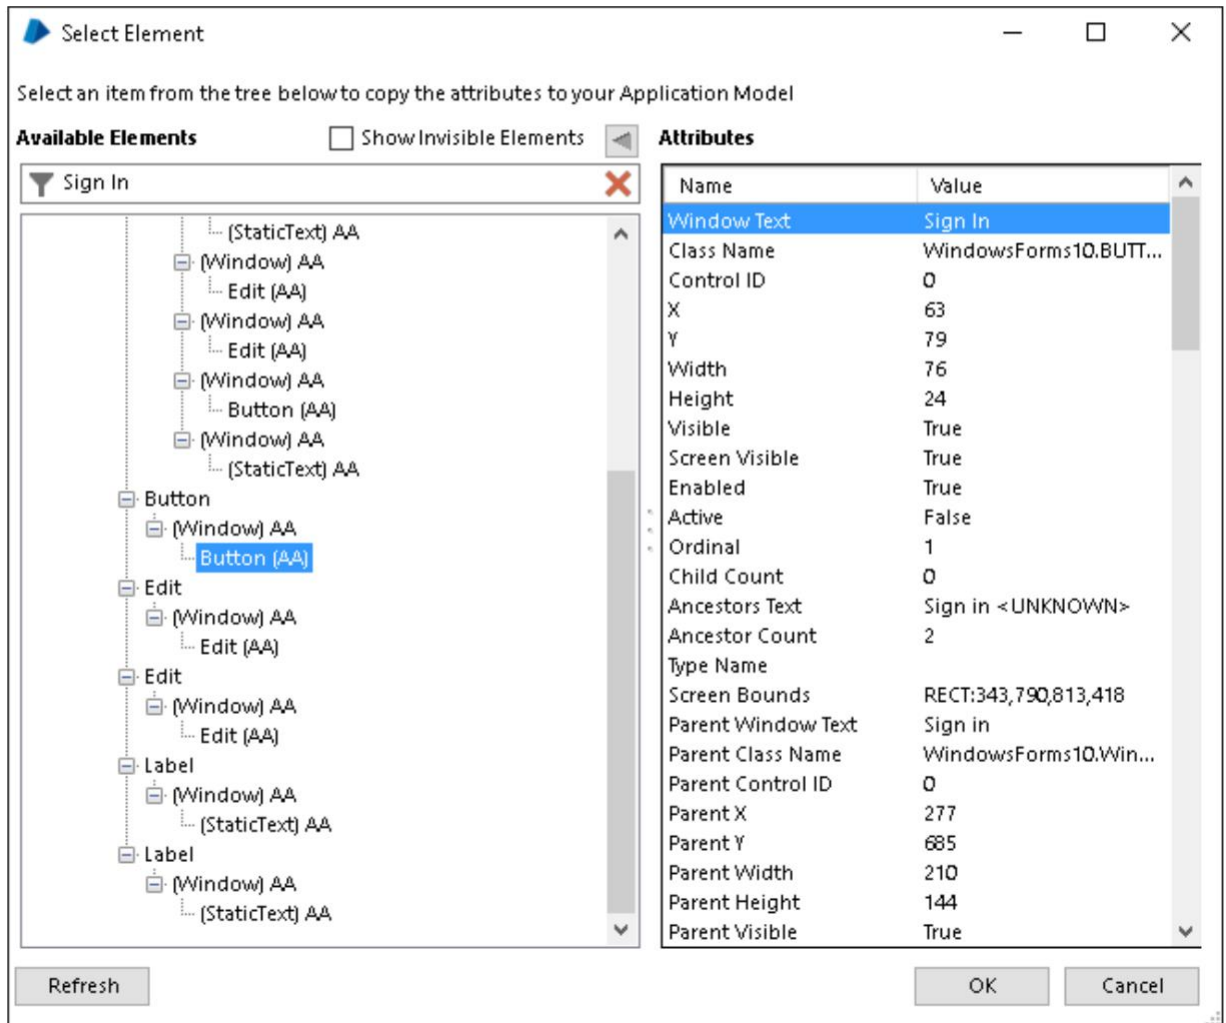 Select Element
Select an item from the tree below to copy the attributes to your Application Model
Available Elements Show Invisible Elements
Sign In
(StaticText) AA
(Window) AA
Edit (AA)
(Window) AA
Edit (AA)
(Window) AA
Button (AA)
(Window) AA
(StaticText) AA
Button
(Window) AA
Button (AA)
Edit
(Window) AA
Edit (AA)
Edit
(Window) AA
Edit (AA)
Label
(Window) AA
(StaticText) AA
Label
(Window) AA
(StaticText) AA
Attributes
Name Value
Window Text Sign In
Class Name WindowsForms10.BUTT...
Control ID 0
X 63
Y 79
Width 76
Height 24
Visible True
Screen Visible True
Enabled True
Active False
Ordinal 1
Child Count 0
Ancestors Text Sign in <UNKNOWN>
Ancestor Count 2
Type Name
Screen Bounds RECT:343,790,813,418
Parent Window Text Sign in
Parent Class Name WindowsForms10.Win...
Parent Control ID 0
Parent X 277
Parent Y 685
Parent Width 210
Parent Height 144
Parent Visible True
Refresh OK Cancel